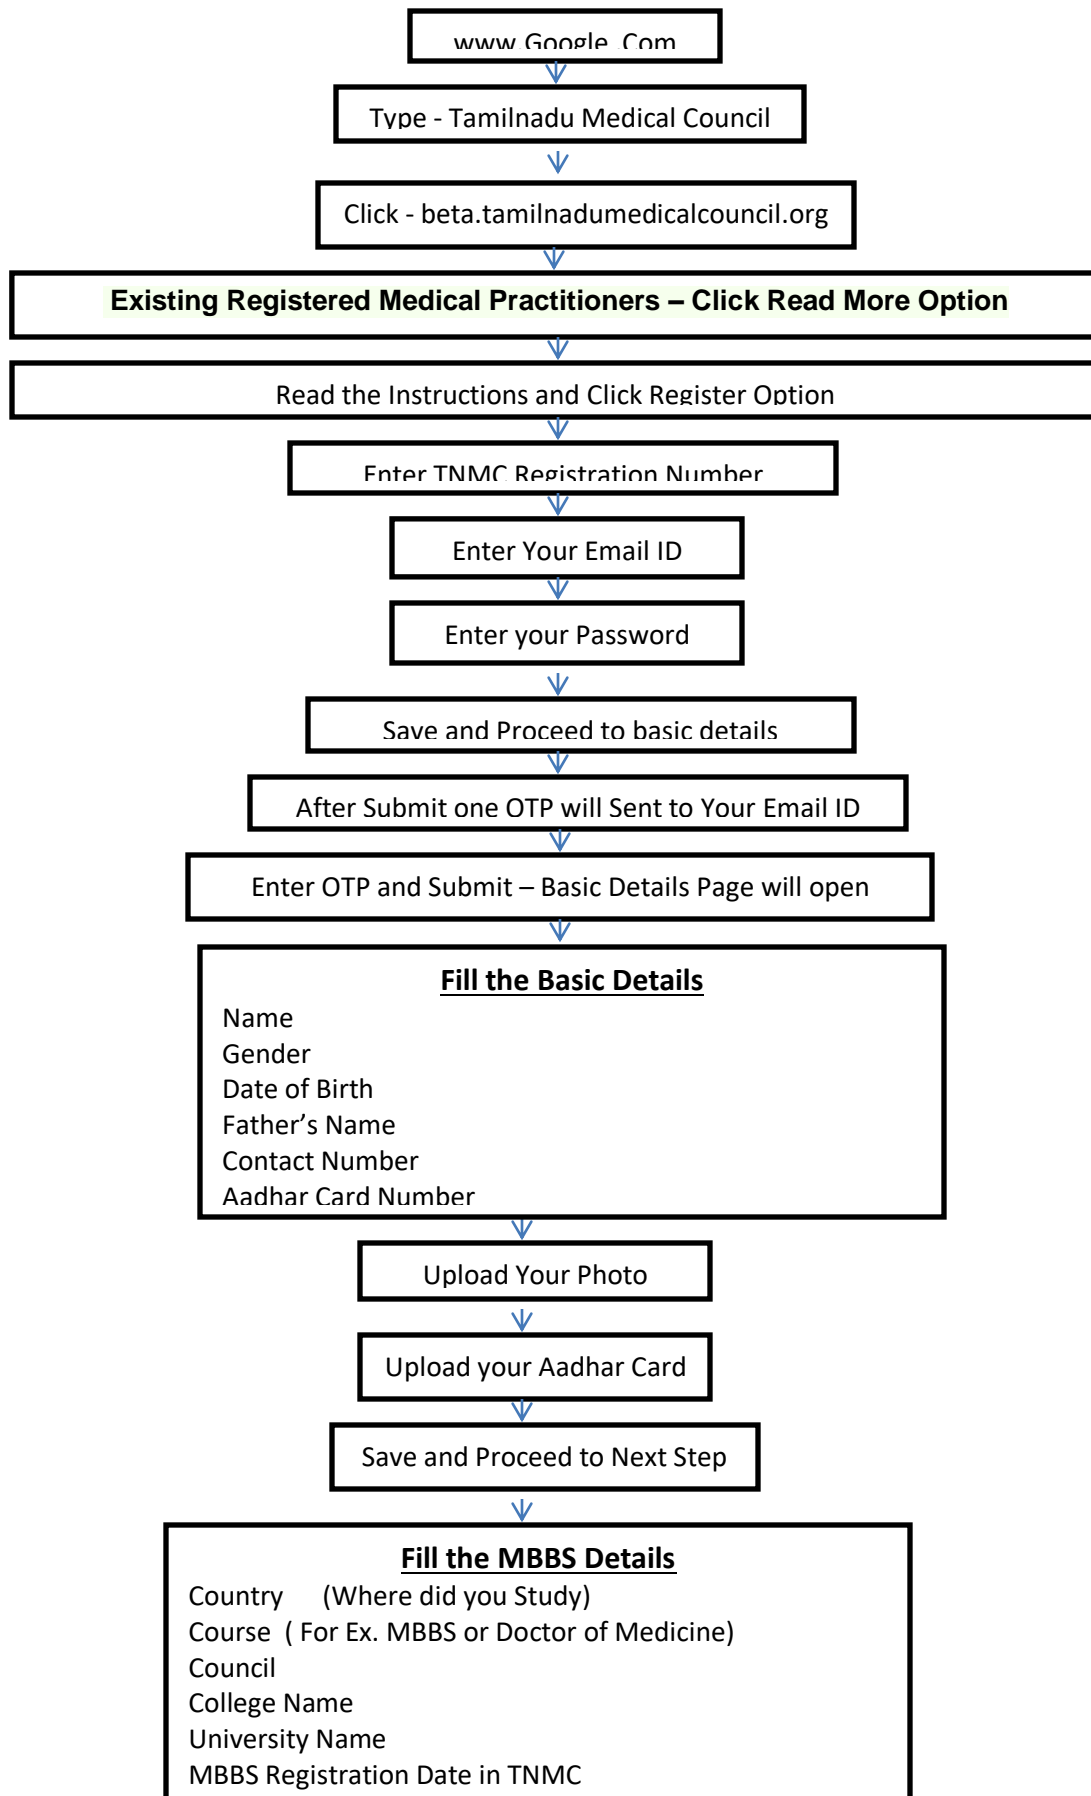 www.Google .Com
Type - Tamilnadu Medical Council
Click - beta.tamilnadumedicalcouncil.org
Existing Registered Medical Practitioners – Click Read More Option
Read the Instructions and Click Register Option
Enter TNMC Registration Number
Enter Your Email ID
Enter your Password
Save and Proceed to basic details
After Submit one OTP will Sent to Your Email ID
Enter OTP and Submit – Basic Details Page will open
Fill the Basic Details
Name
Gender
Date of Birth
Father’s Name
Contact Number
Aadhar Card Number
Upload Your Photo
Upload your Aadhar Card
Save and Proceed to Next Step
Fill the MBBS Details
Country (Where did you Study)
Course ( For Ex. MBBS or Doctor of Medicine)
Council
College Name
University Name
MBBS Registration Date in TNMC